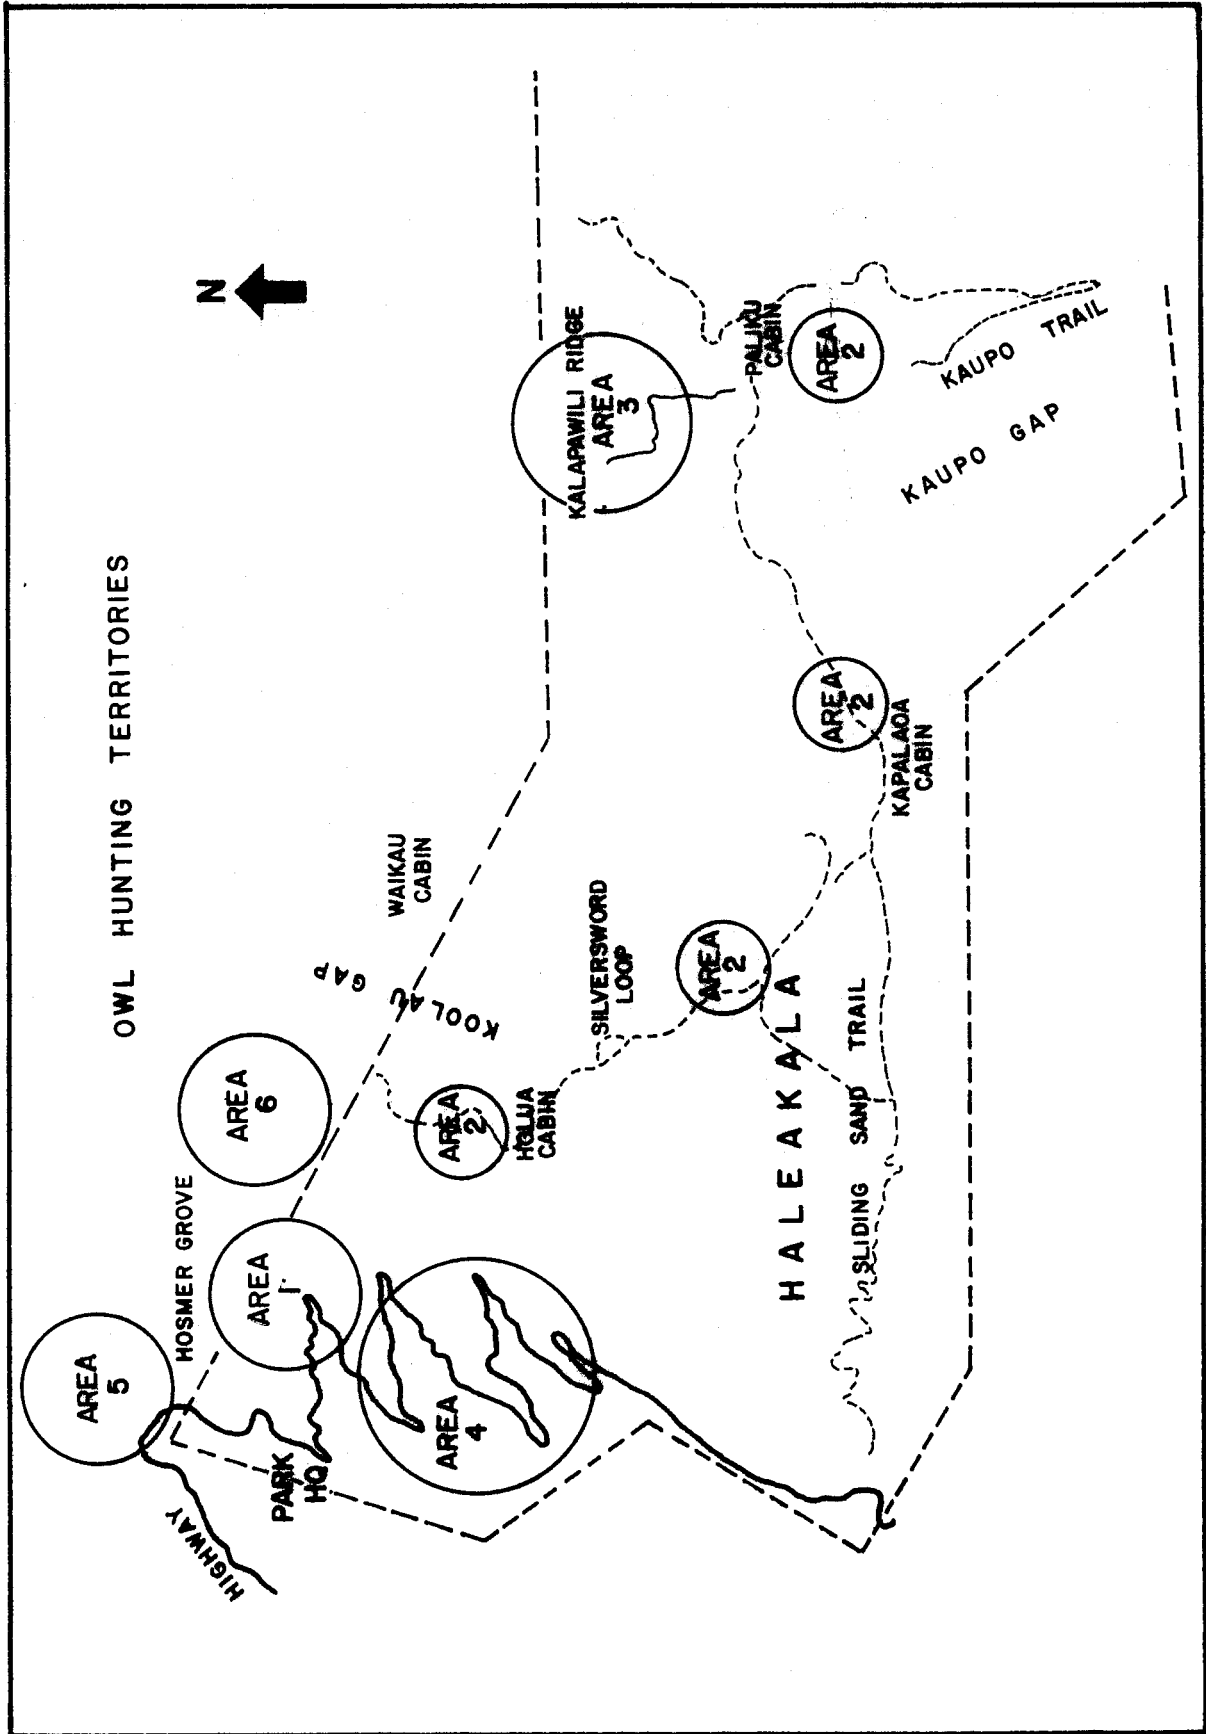 OWL HUNTING TERRITORIES
N
AREA
5
HOSMER GROVE
AREA
6
HIGHWAY
PARK
HQ
AREA
1
KOOLAU GAP
WAIKAU
CABIN
AREA
4
AREA
2
HOLUA
CABIN
SILVERSWORD
LOOP
KALAPAWILI RIDGE
AREA
3
AREA
2
PALIKU
CABIN
AREA
2
HALEAKALA
AREA
2
KAPALAOA
CABIN
SLIDING SAND TRAIL
KAUPO TRAIL
KAUPO GAP